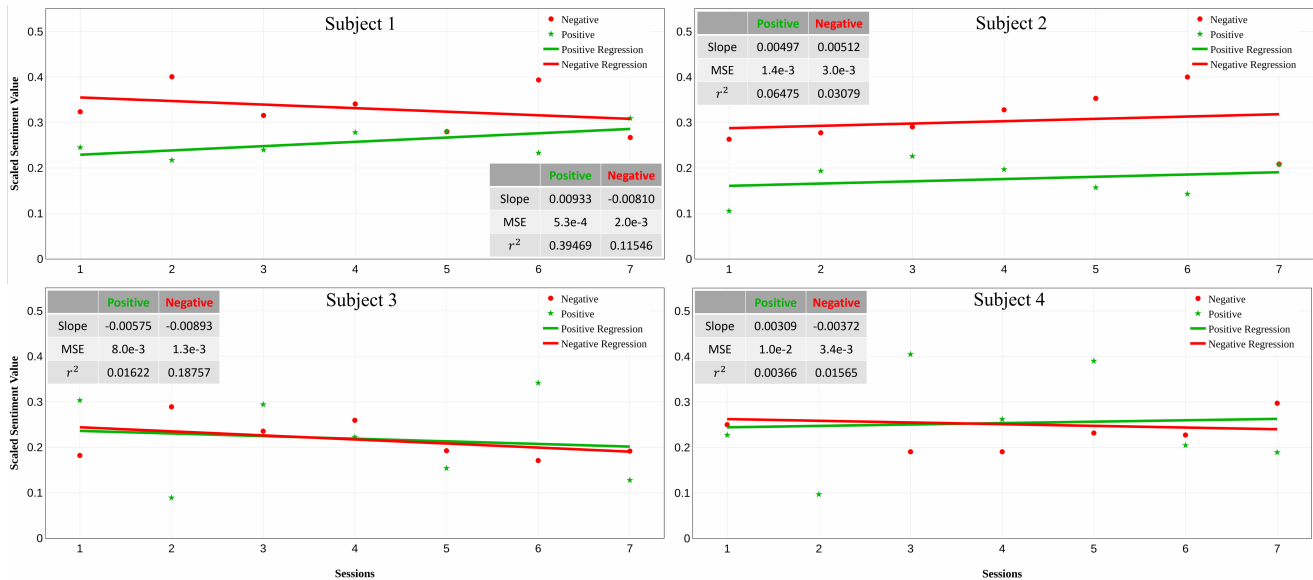 Subject 1
Negative
Positive
Positive Regression
Negative Regression
Scaled Sentiment Value
0.5
0.4
0.3
0.2
0.1
0
1 2 3 4 5 6 7
Positive Negative
Slope 0.00933 -0.00810
MSE 5.3e-4 2.0e-3
r² 0.39469 0.11546
Subject 2
Negative
Positive
Positive Regression
Negative Regression
Positive Negative
Slope 0.00497 0.00512
MSE 1.4e-3 3.0e-3
r² 0.06475 0.03079
0.5
0.4
0.3
0.2
0.1
0
1 2 3 4 5 6 7
Subject 3
Negative
Positive
Positive Regression
Negative Regression
Positive Negative
Slope -0.00575 -0.00893
MSE 8.0e-3 1.3e-3
r² 0.01622 0.18757
Scaled Sentiment Value
0.5
0.4
0.3
0.2
0.1
0
1 2 3 4 5 6 7
Sessions
Subject 4
Negative
Positive
Positive Regression
Negative Regression
Positive Negative
Slope 0.00309 -0.00372
MSE 1.0e-2 3.4e-3
r² 0.00366 0.01565
0.5
0.4
0.3
0.2
0.1
0
1 2 3 4 5 6 7
Sessions